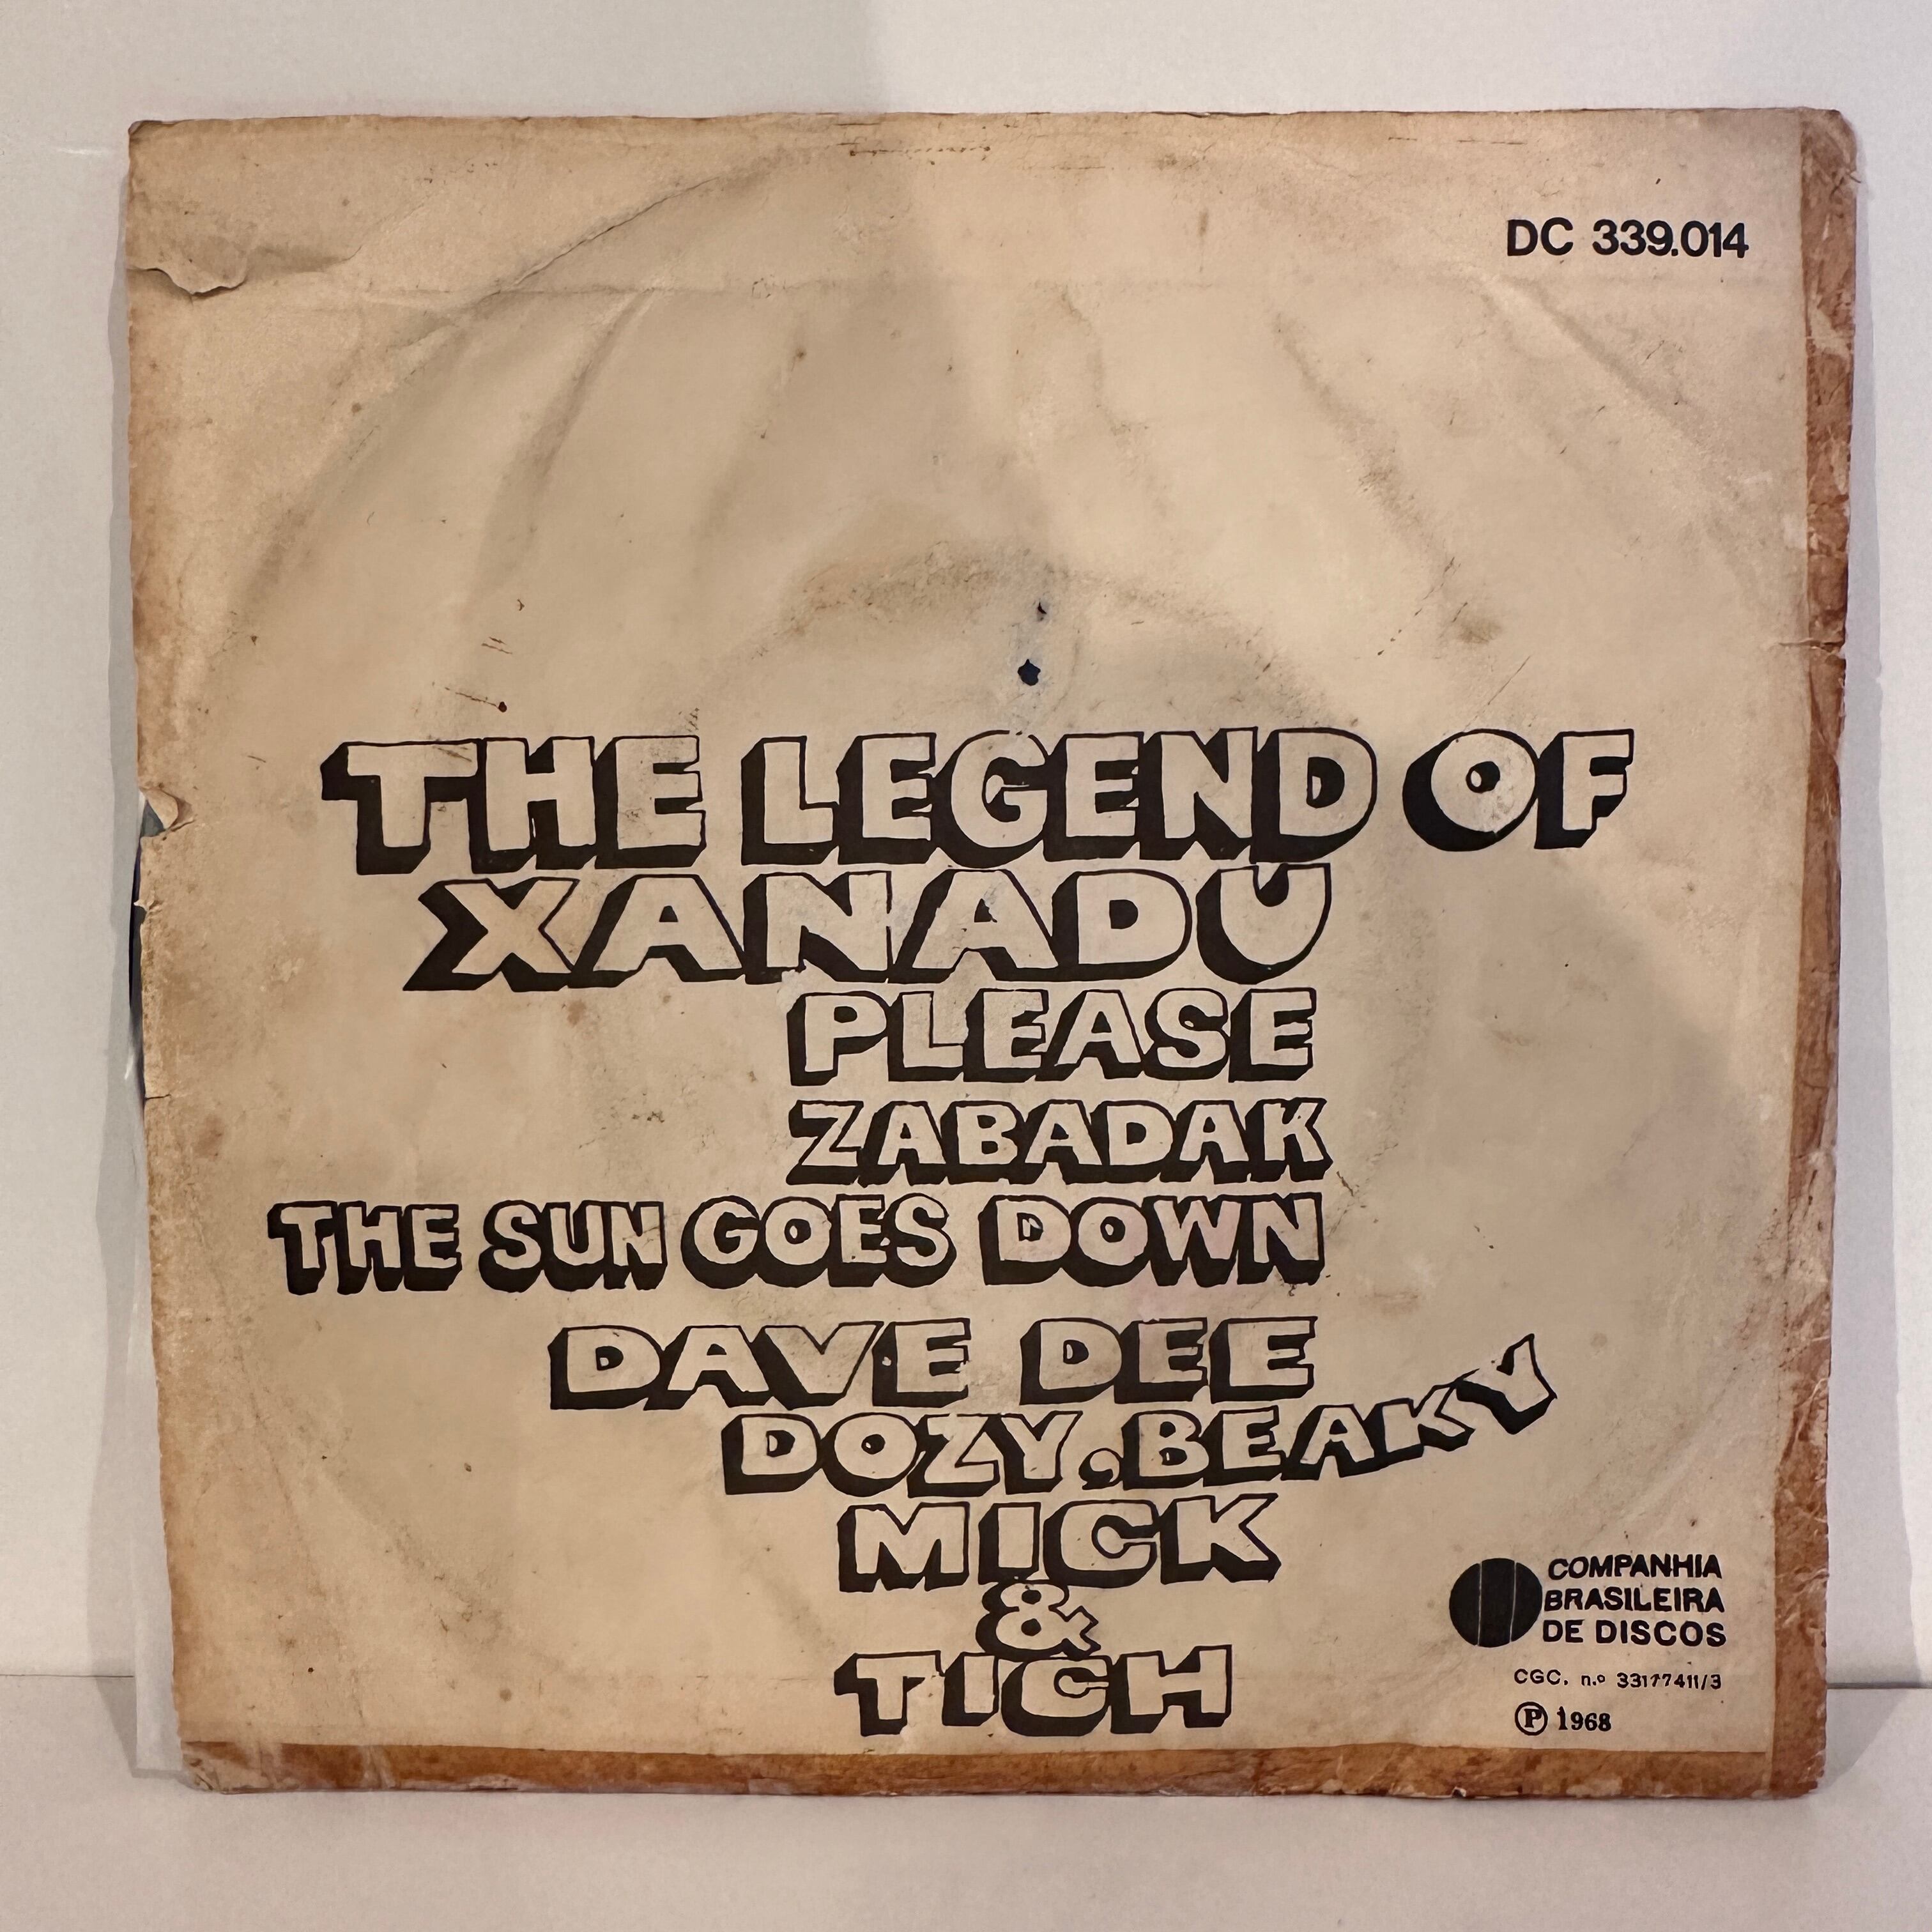 DC 339.014
THE LEGEND OF
XANADU
PLEASE
ZABADAK
THE SUN GOES DOWN
DAVE DEE
DOZY, BEAKY
MICK
&
TICH
COMPANHIA
BRASILEIRA
DE DISCOS
CGC. n.º 33177411/3
Ⓟ 1968